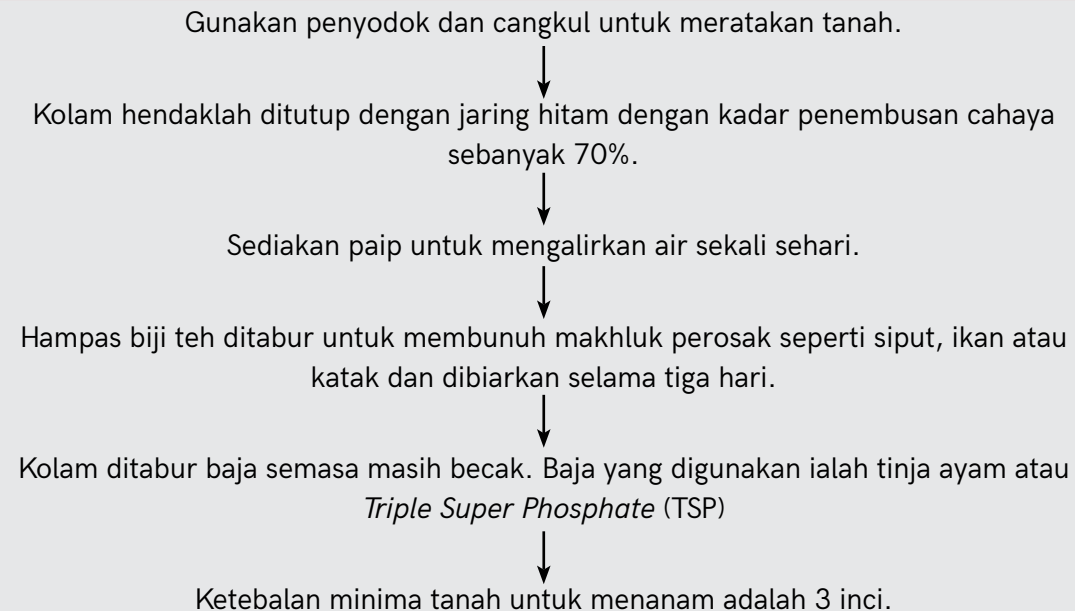 Gunakan penyodok dan cangkul untuk meratakan tanah.
Kolam hendaklah ditutup dengan jaring hitam dengan kadar penembusan cahaya
sebanyak 70%.
Sediakan paip untuk mengalirkan air sekali sehari.
Hampas biji teh ditabur untuk membunuh makhluk perosak seperti siput, ikan atau
katak dan dibiarkan selama tiga hari.
Kolam ditabur baja semasa masih becak. Baja yang digunakan ialah tinja ayam atau
Triple Super Phosphate (TSP)
Ketebalan minima tanah untuk menanam adalah 3 inci.